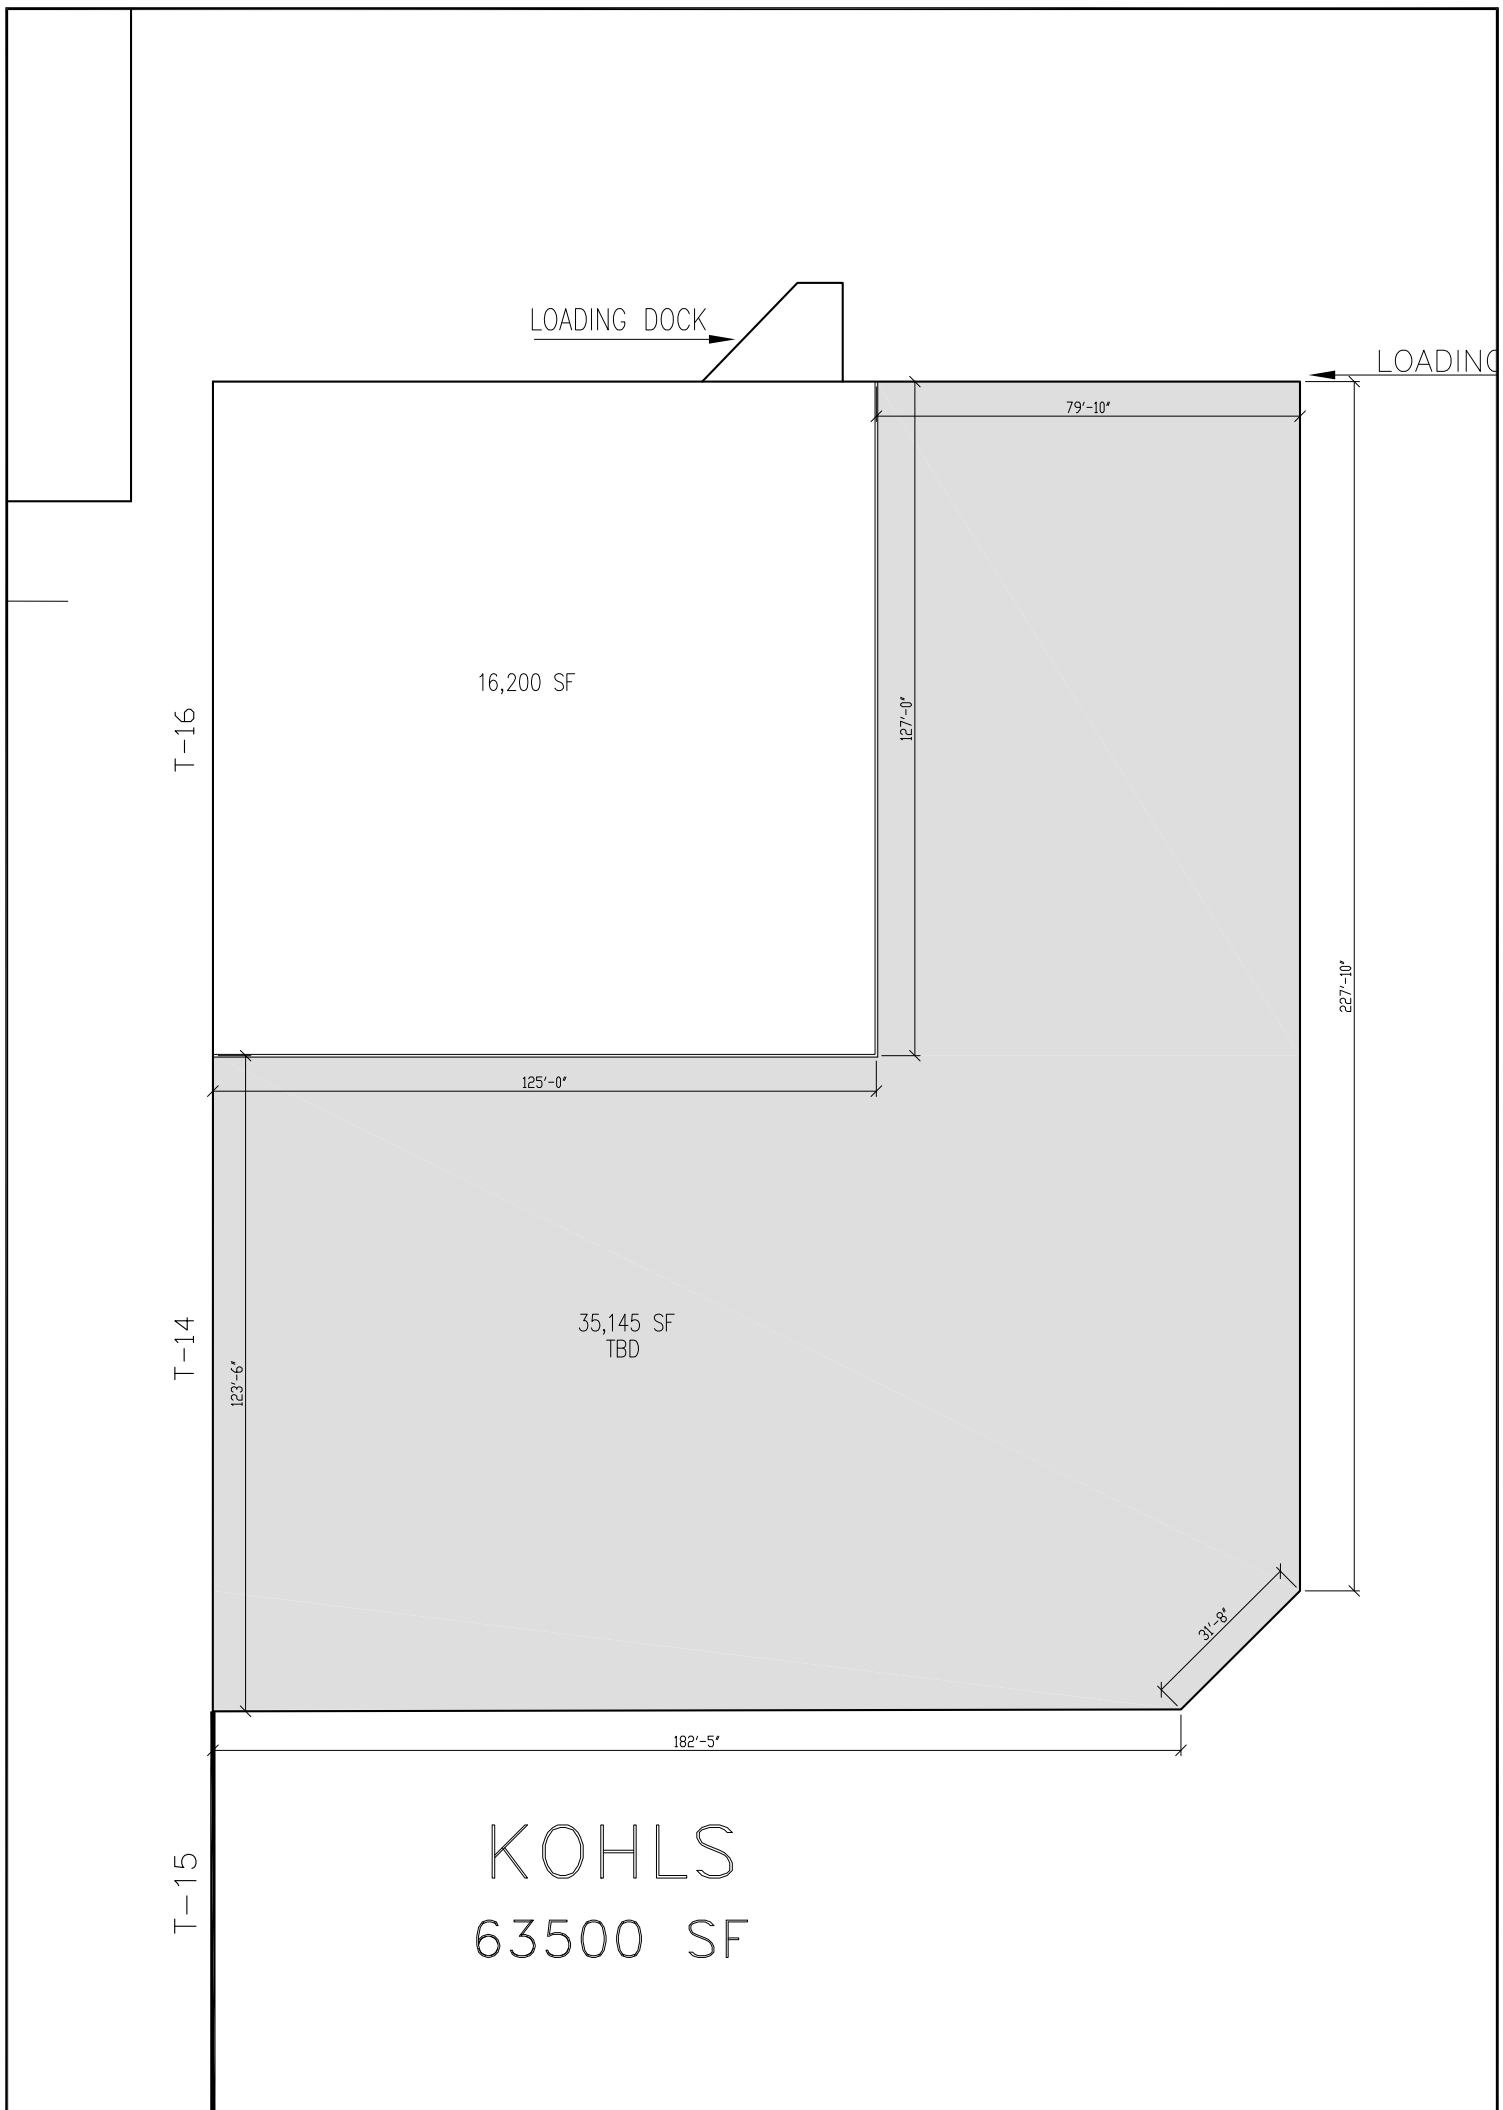 LOADING DOCK
LOADING
79'-10"
16,200 SF
127'-0"
T-16
227'-10"
125'-0"
35,145 SF
TBD
T-14
123'-6"
31'-8"
182'-5"
KOHLS
63500 SF
T-15